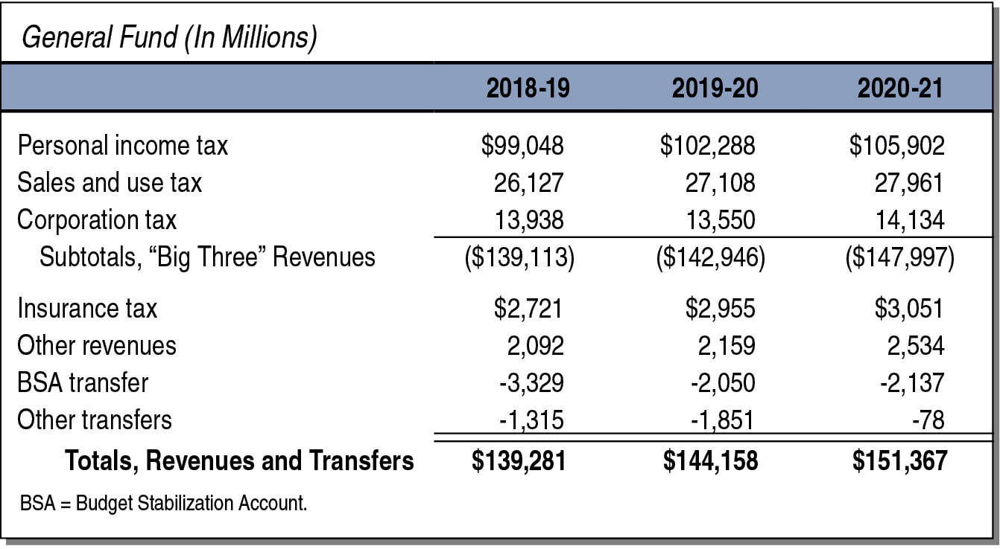 General Fund (In Millions)
2018-19 2019-20 2020-21
Personal income tax $99,048 $102,288 $105,902
Sales and use tax 26,127 27,108 27,961
Corporation tax 13,938 13,550 14,134
Subtotals, “Big Three” Revenues ($139,113) ($142,946) ($147,997)
Insurance tax $2,721 $2,955 $3,051
Other revenues 2,092 2,159 2,534
BSA transfer -3,329 -2,050 -2,137
Other transfers -1,315 -1,851 -78
Totals, Revenues and Transfers $139,281 $144,158 $151,367
BSA = Budget Stabilization Account.